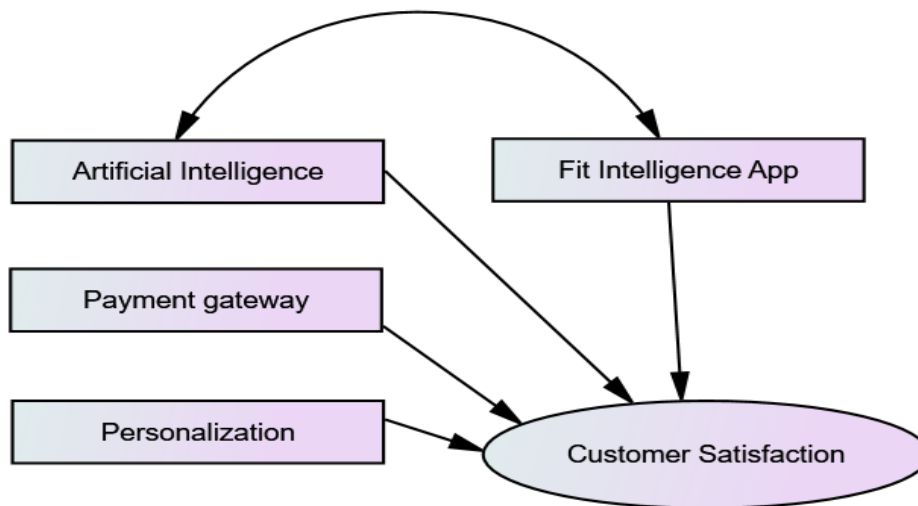 Artificial Intelligence
Fit Intelligence App
Payment gateway
Personalization
Customer Satisfaction